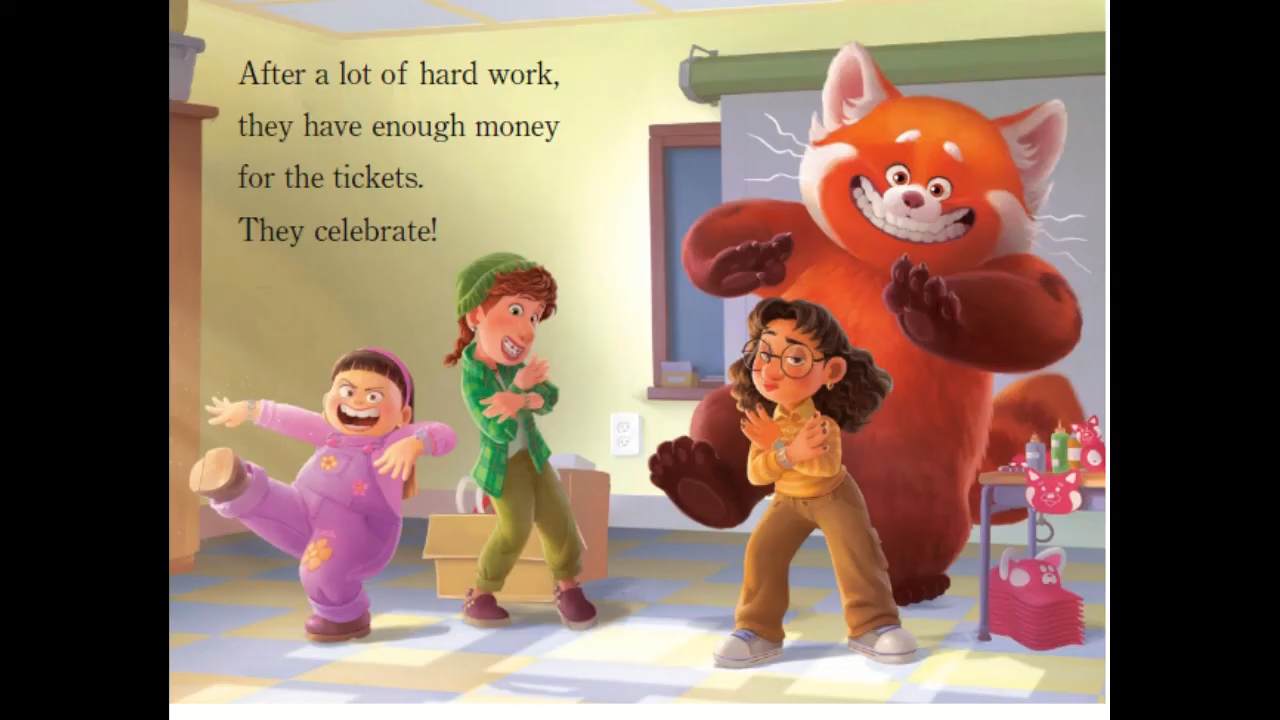 After a lot of hard work,
they have enough money
for the tickets.
They celebrate!